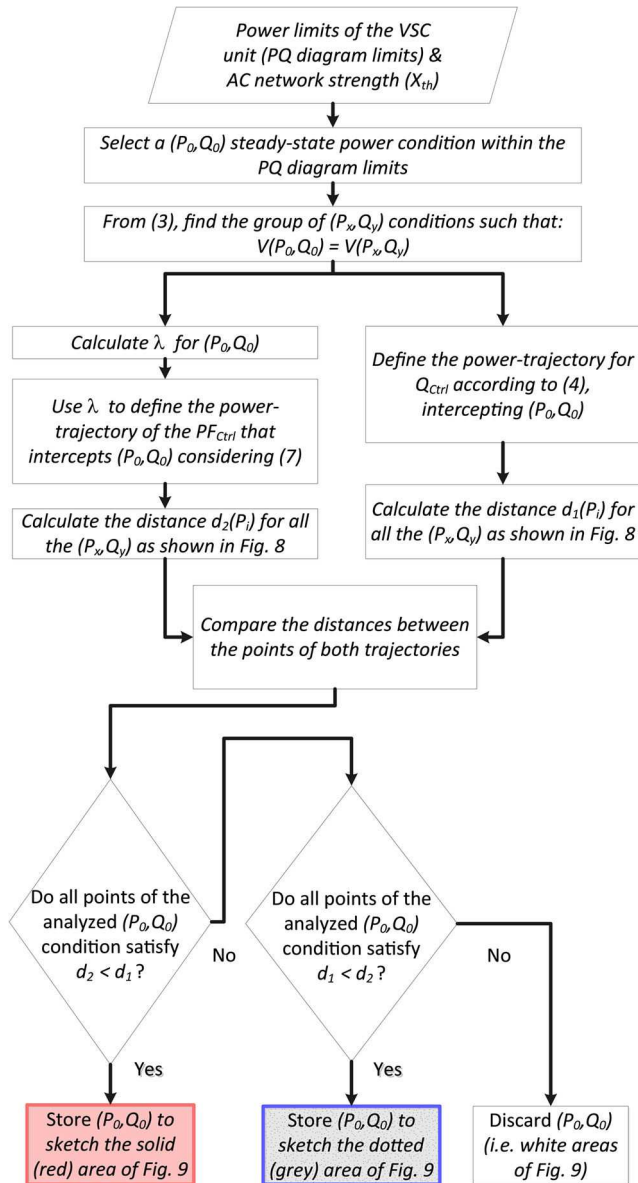 Power limits of the VSC
unit (PQ diagram limits) &
AC network strength (Xth)
Select a (P0,Q0) steady-state power condition within the
PQ diagram limits
From (3), find the group of (Px,Qy) conditions such that:
V(P0,Q0) = V(Px,Qy)
Calculate λ for (P0,Q0)
Use λ to define the power-
trajectory of the PFCtrl that
intercepts (P0,Q0) considering (7)
Calculate the distance d2(Pi) for all
the (Px,Qy) as shown in Fig. 8
Define the power-trajectory for
QCtrl according to (4),
intercepting (P0,Q0)
Calculate the distance d1(Pi) for
all the (Px,Qy) as shown in Fig. 8
Compare the distances between
the points of both trajectories
Do all points of the
analyzed (P0,Q0)
condition satisfy
d2 < d1 ?
No
Yes
Do all points of the
analyzed (P0,Q0)
condition satisfy
d1 < d2 ?
No
Yes
Store (P0,Q0) to
sketch the solid
(red) area of Fig. 9
Store (P0,Q0) to
sketch the dotted
(grey) area of Fig. 9
Discard (P0,Q0)
(i.e. white areas
of Fig. 9)